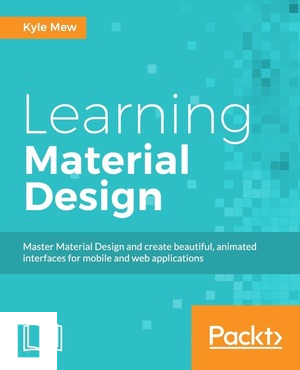 Kyle Mew
Learning
Material
Design
Master Material Design and create beautiful, animated
interfaces for mobile and web applications
Packt>